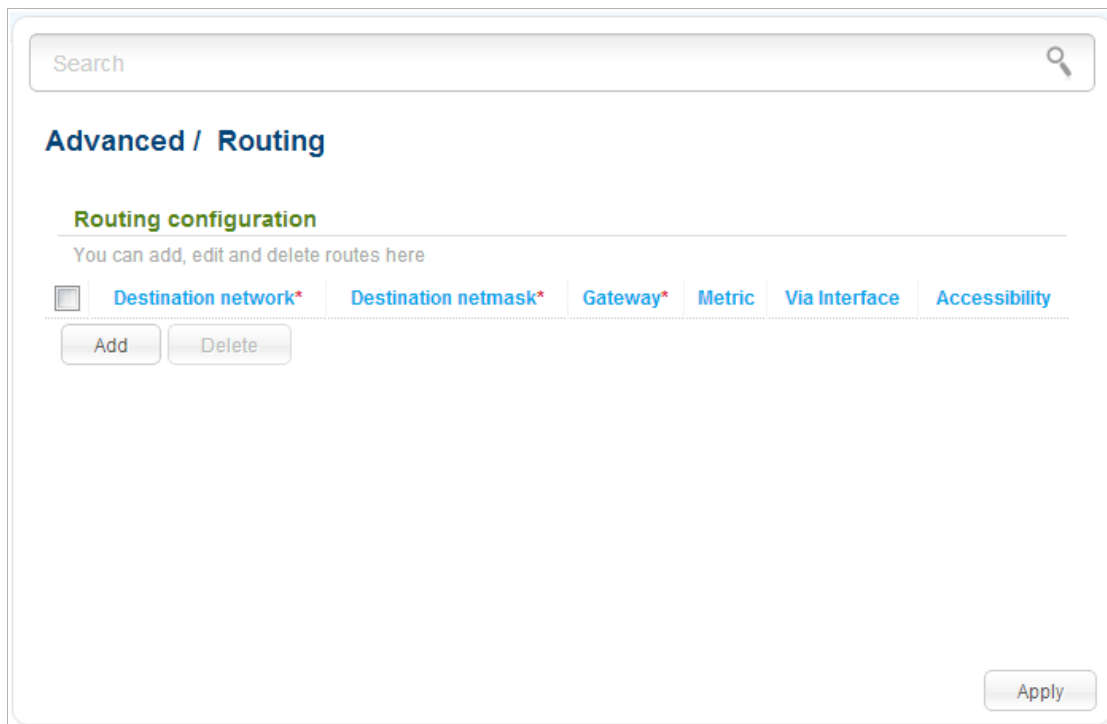 Search
Advanced / Routing
Routing configuration
You can add, edit and delete routes here
Destination network* Destination netmask* Gateway* Metric Via Interface Accessibility
Add Delete
Apply